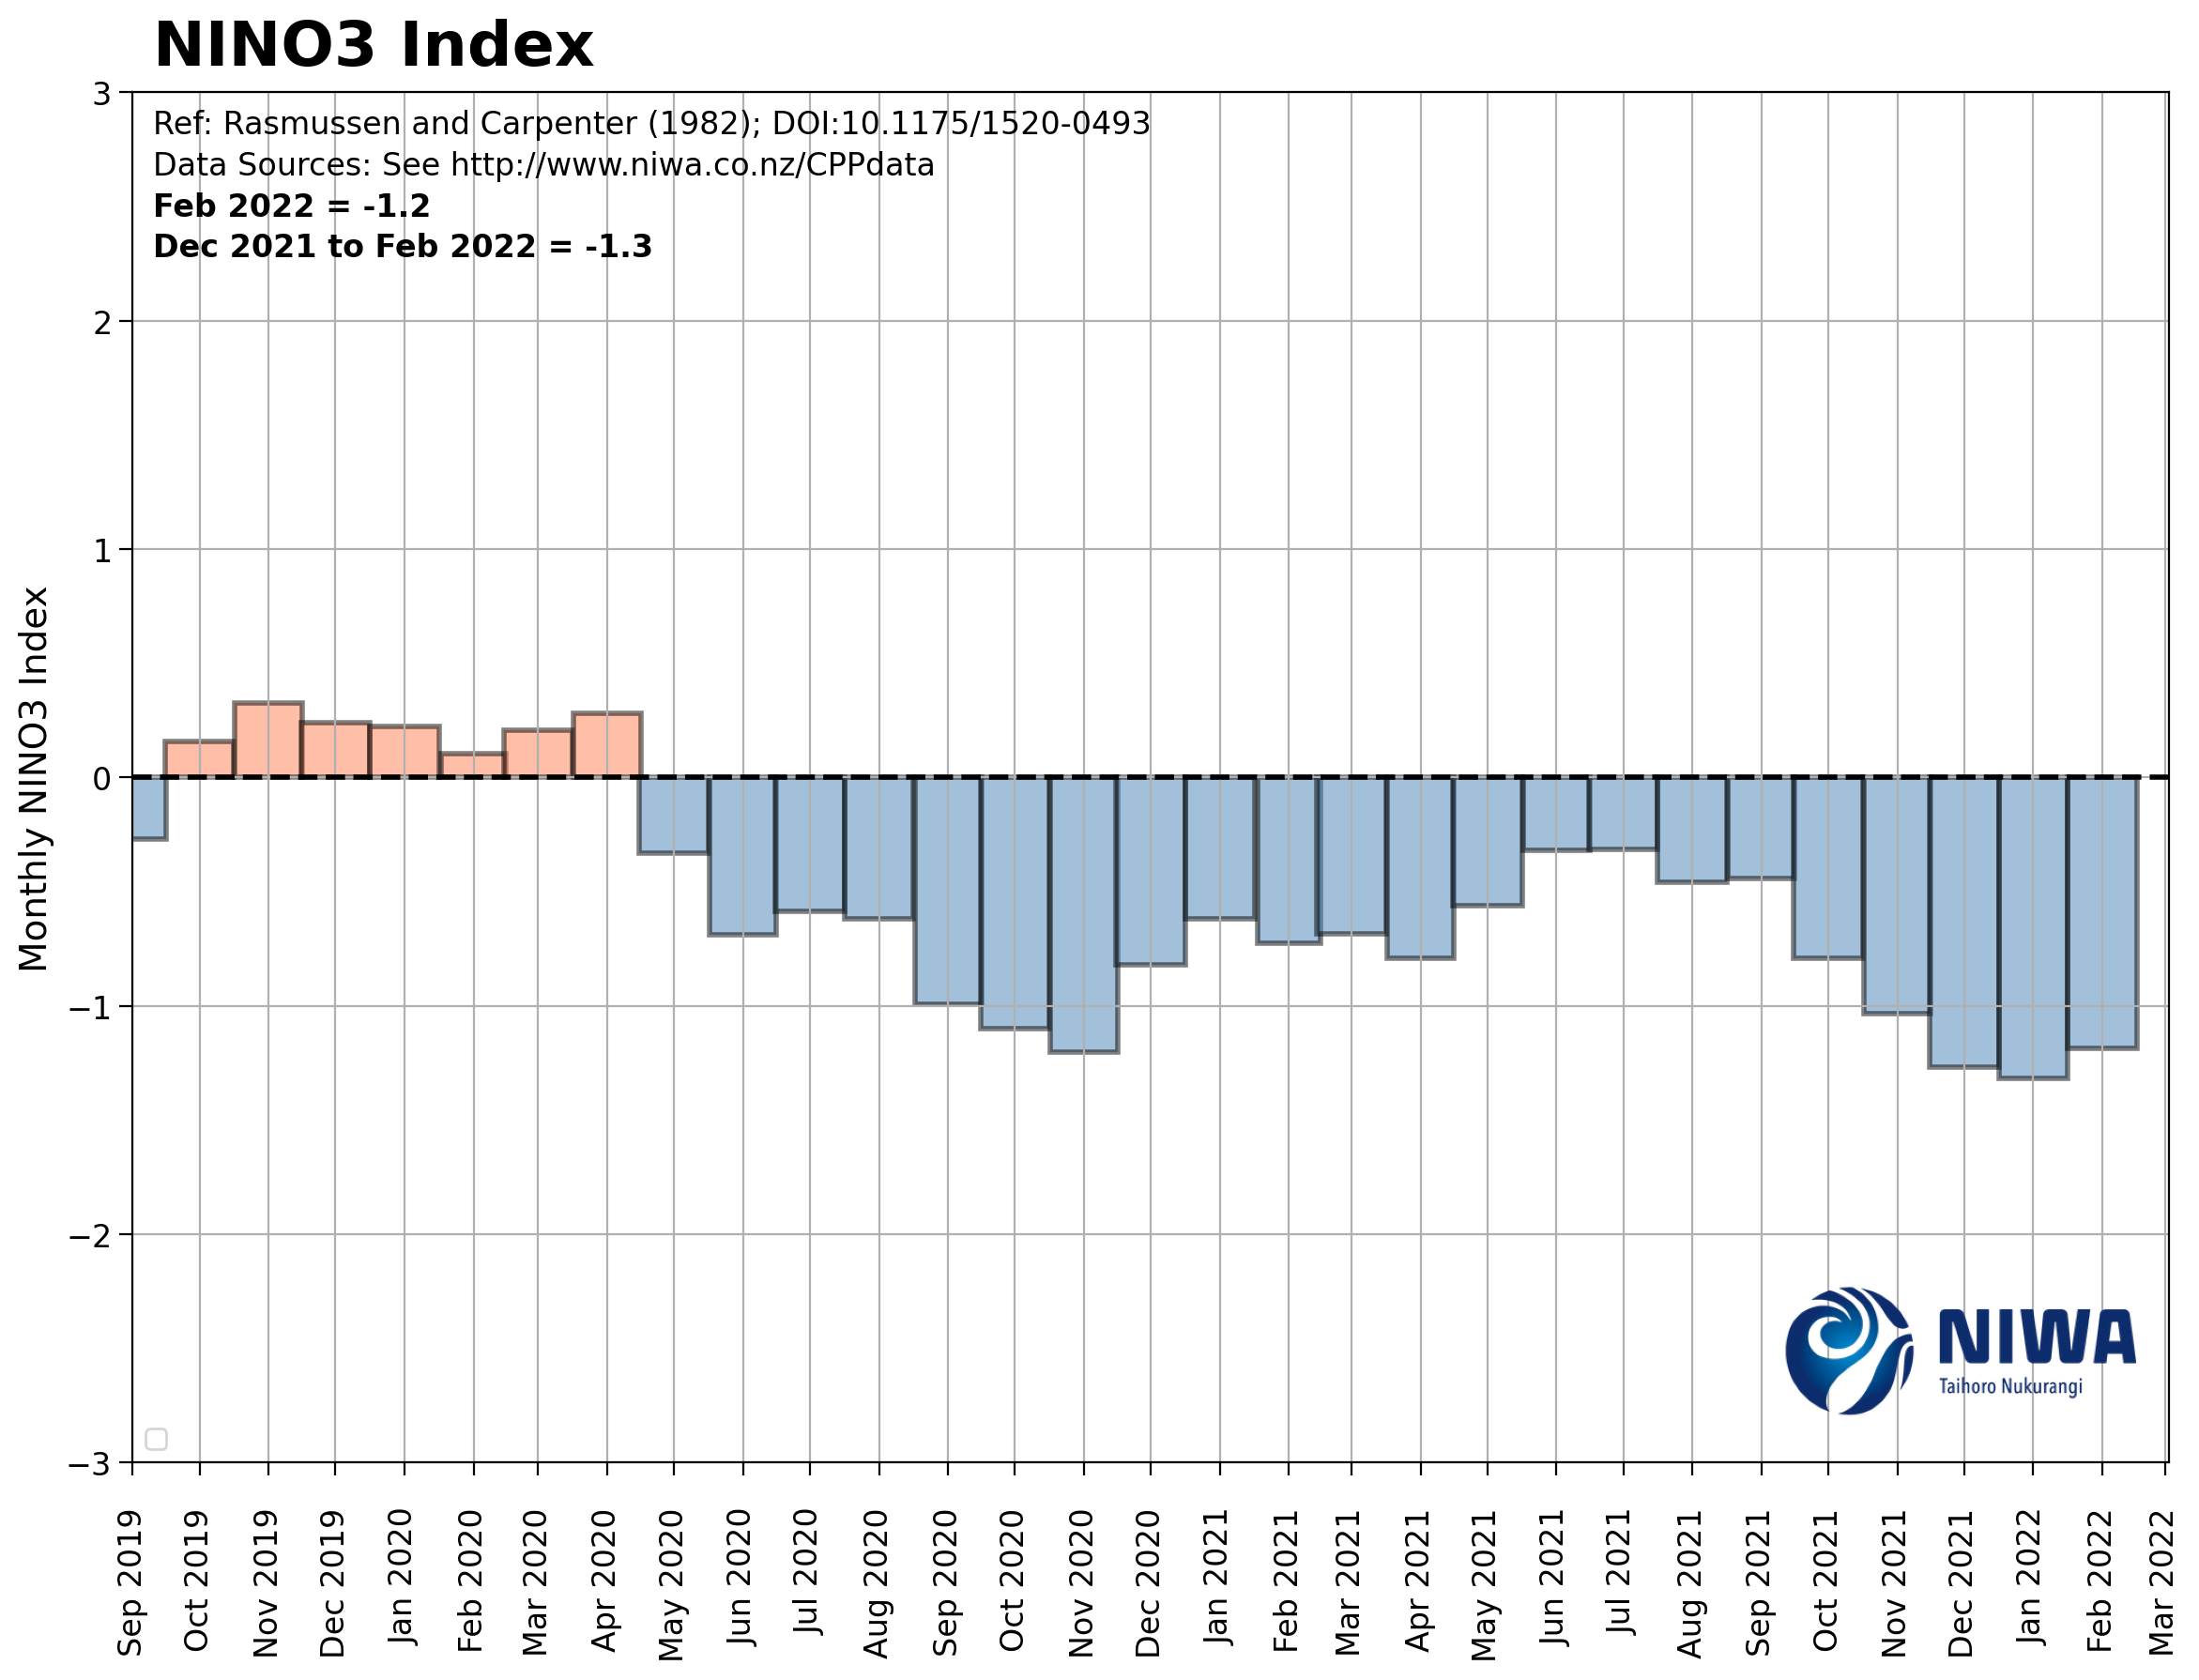 NINO3 Index
Ref: Rasmussen and Carpenter (1982); DOI:10.1175/1520-0493
Data Sources: See http://www.niwa.co.nz/CPPdata
Feb 2022 = -1.2
Dec 2021 to Feb 2022 = -1.3
Monthly NINO3 Index
3
2
1
0
−1
−2
−3
NIWA
Taihoro Nukurangi
Sep 2019
Oct 2019
Nov 2019
Dec 2019
Jan 2020
Feb 2020
Mar 2020
Apr 2020
May 2020
Jun 2020
Jul 2020
Aug 2020
Sep 2020
Oct 2020
Nov 2020
Dec 2020
Jan 2021
Feb 2021
Mar 2021
Apr 2021
May 2021
Jun 2021
Jul 2021
Aug 2021
Sep 2021
Oct 2021
Nov 2021
Dec 2021
Jan 2022
Feb 2022
Mar 2022